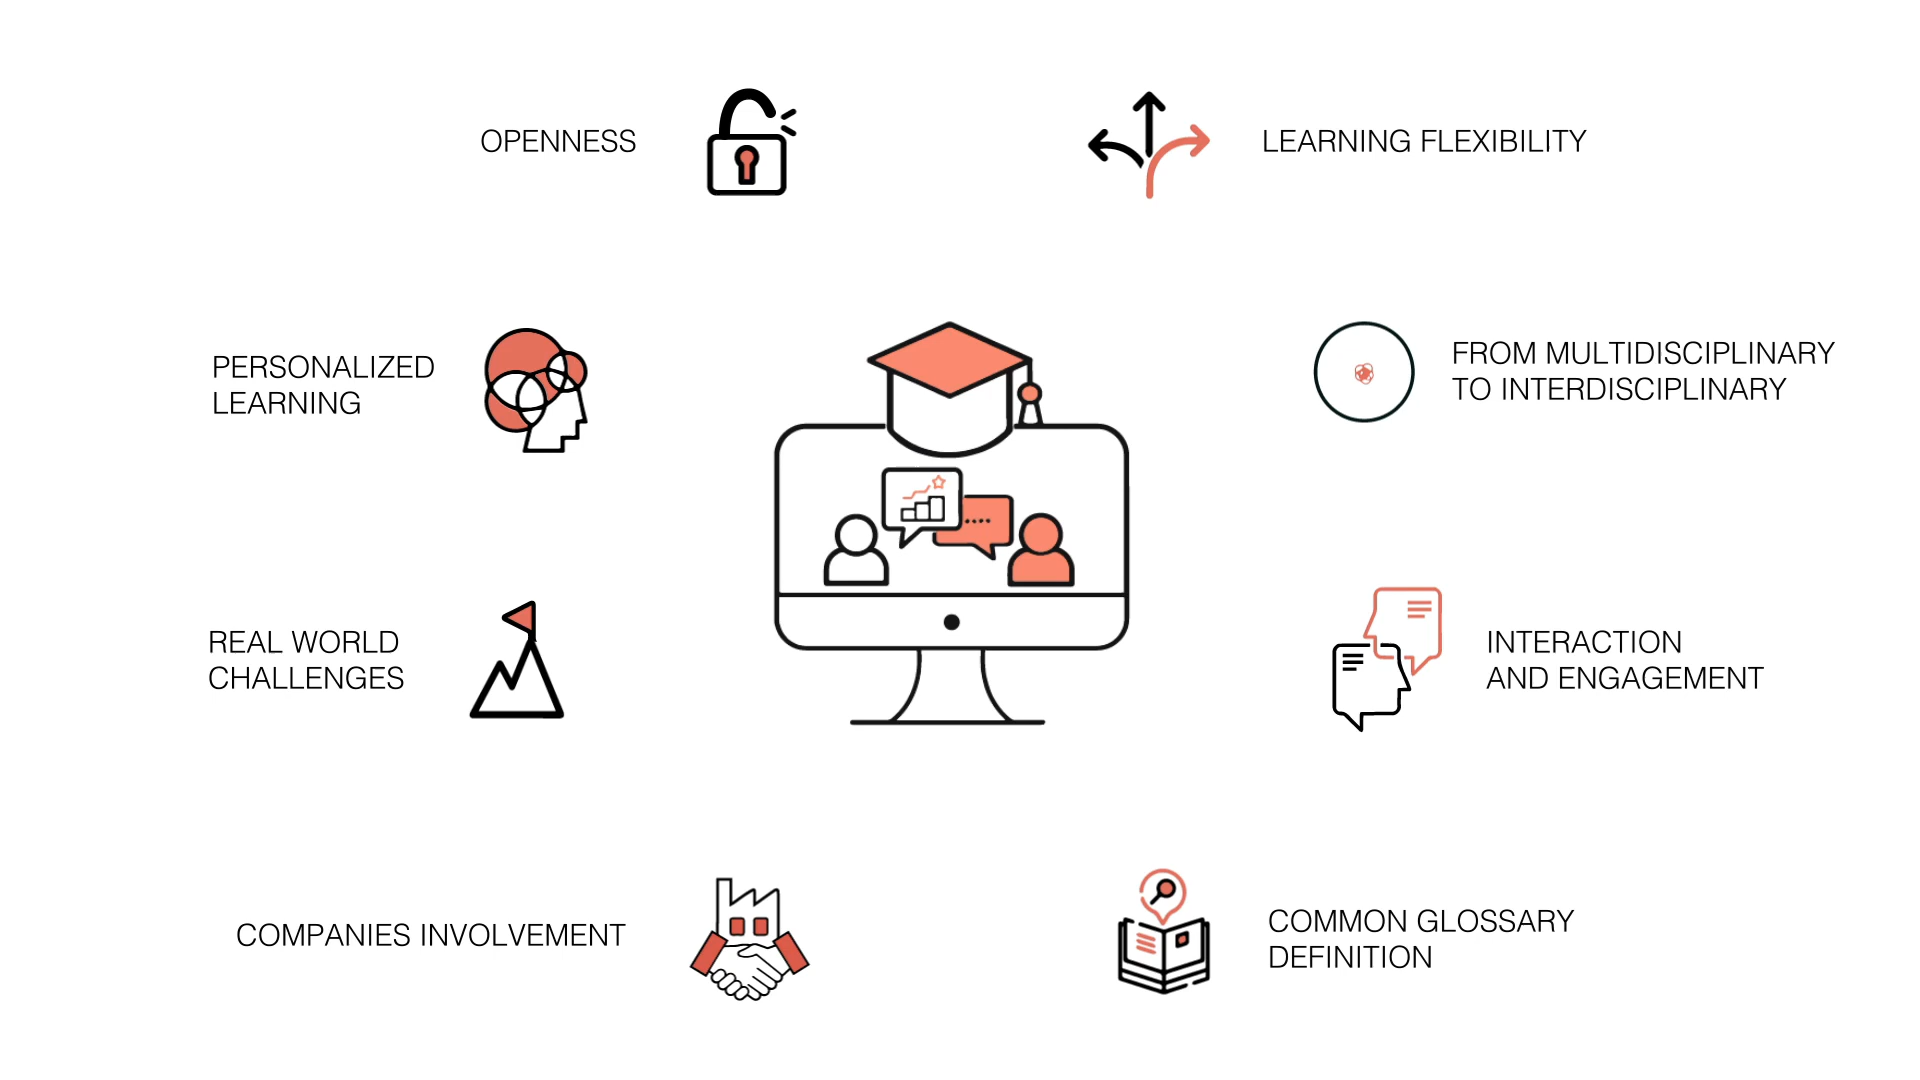 OPENNESS
LEARNING FLEXIBILITY
PERSONALIZED
LEARNING
FROM MULTIDISCIPLINARY
TO INTERDISCIPLINARY
REAL WORLD
CHALLENGES
INTERACTION
AND ENGAGEMENT
COMPANIES INVOLVEMENT
COMMON GLOSSARY
DEFINITION